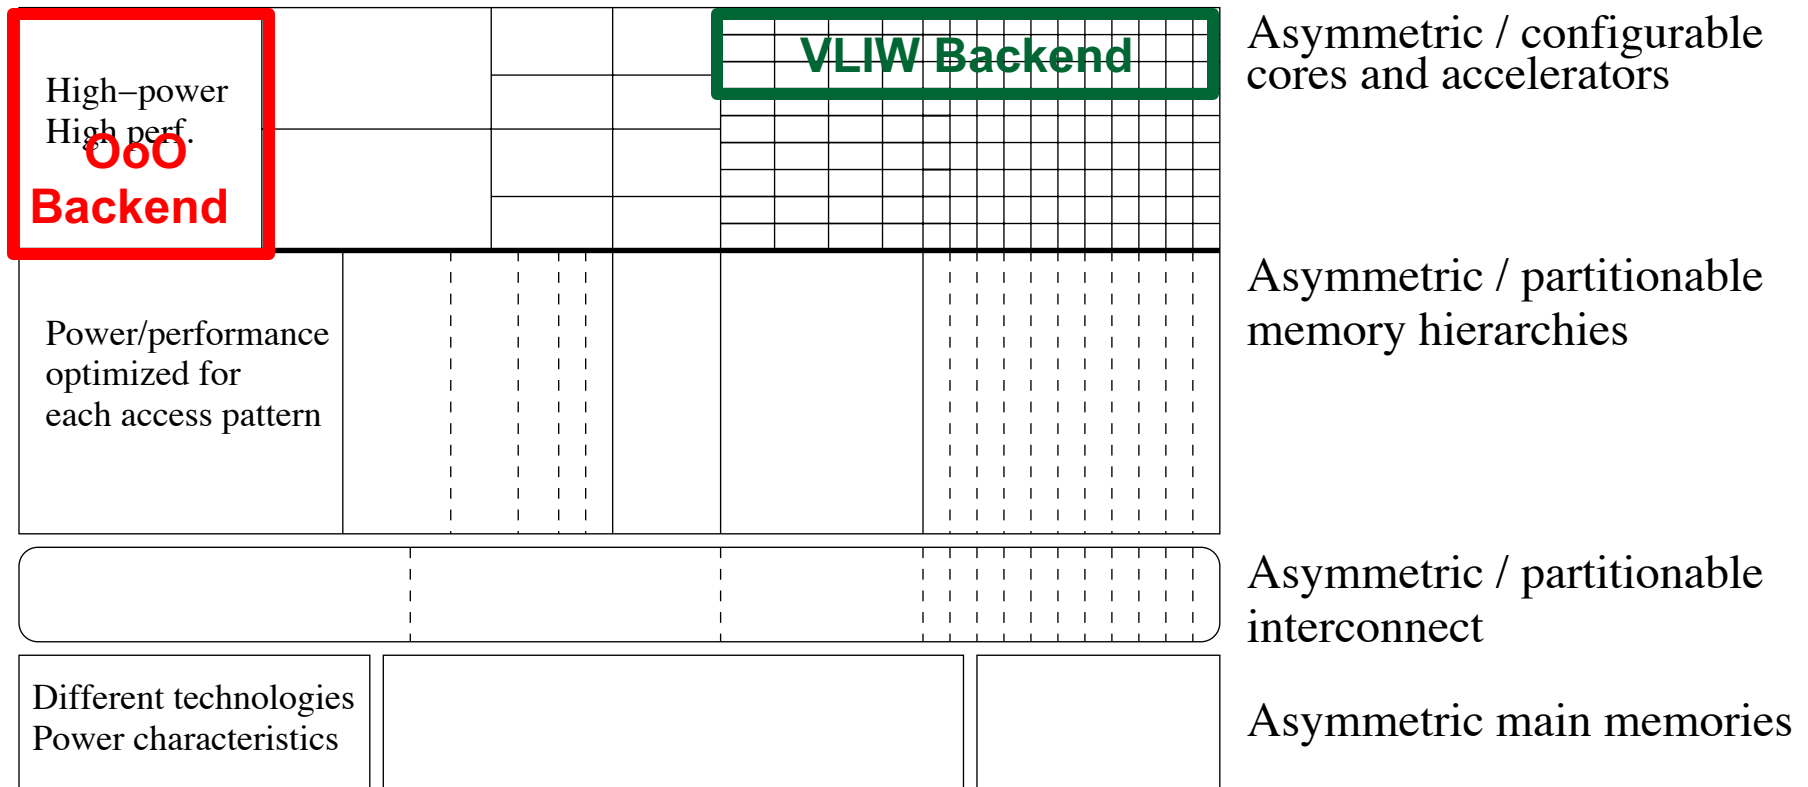 High−power
High perf.
OoO
Backend
VLIW Backend
Asymmetric / configurable
cores and accelerators
Power/performance
optimized for
each access pattern
Asymmetric / partitionable
memory hierarchies
Asymmetric / partitionable
interconnect
Different technologies
Power characteristics
Asymmetric main memories